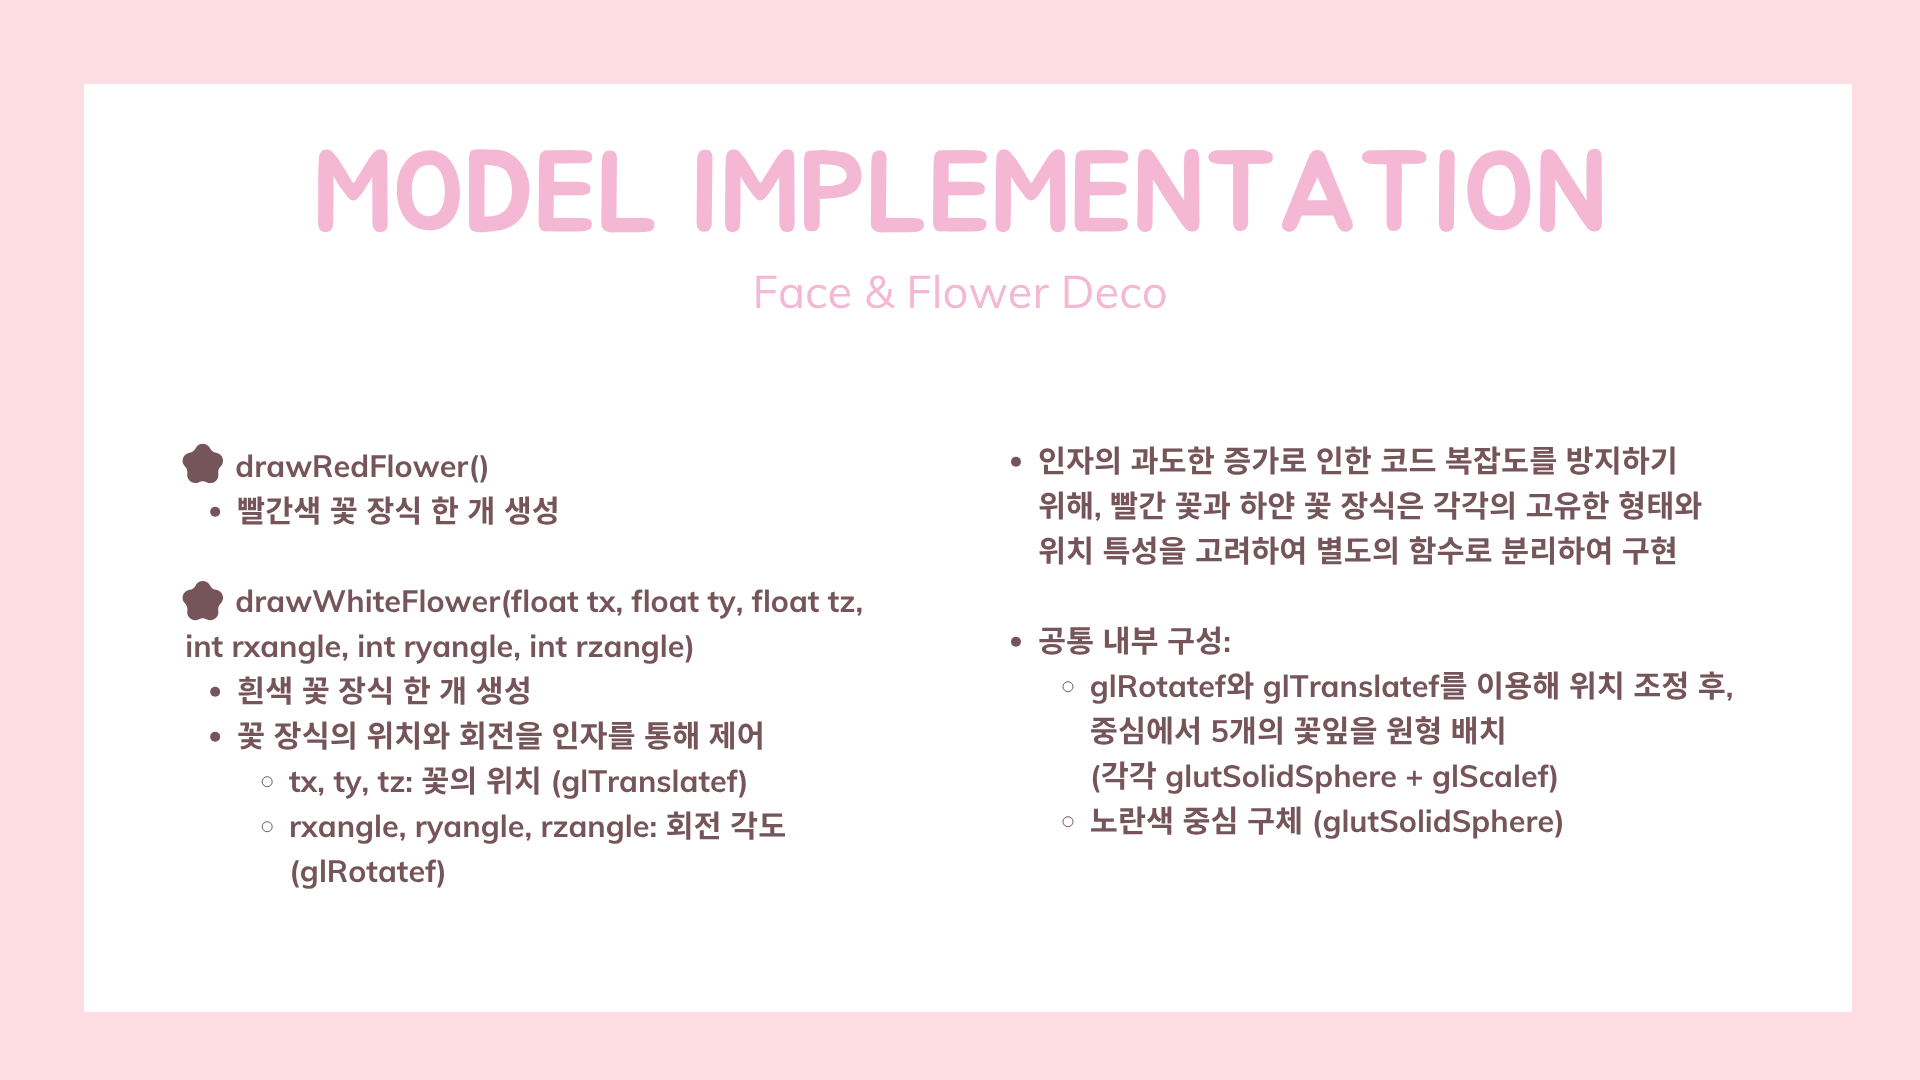 MODEL IMPLEMENTATION
Face & Flower Deco
drawRedFlower()
• 빨간색 꽃 장식 한 개 생성
drawWhiteFlower(float tx, float ty, float tz,
int rxangle, int ryangle, int rzangle)
• 흰색 꽃 장식 한 개 생성
• 꽃 장식의 위치와 회전을 인자를 통해 제어
○ tx, ty, tz: 꽃의 위치 (glTranslatef)
○ rxangle, ryangle, rzangle: 회전 각도
(glRotatef)
• 인자의 과도한 증가로 인한 코드 복잡도를 방지하기
위해, 빨간 꽃과 하얀 꽃 장식은 각각의 고유한 형태와
위치 특성을 고려하여 별도의 함수로 분리하여 구현
• 공통 내부 구성:
○ glRotatef와 glTranslatef를 이용해 위치 조정 후,
중심에서 5개의 꽃잎을 원형 배치
(각각 glutSolidSphere + glScalef)
○ 노란색 중심 구체 (glutSolidSphere)